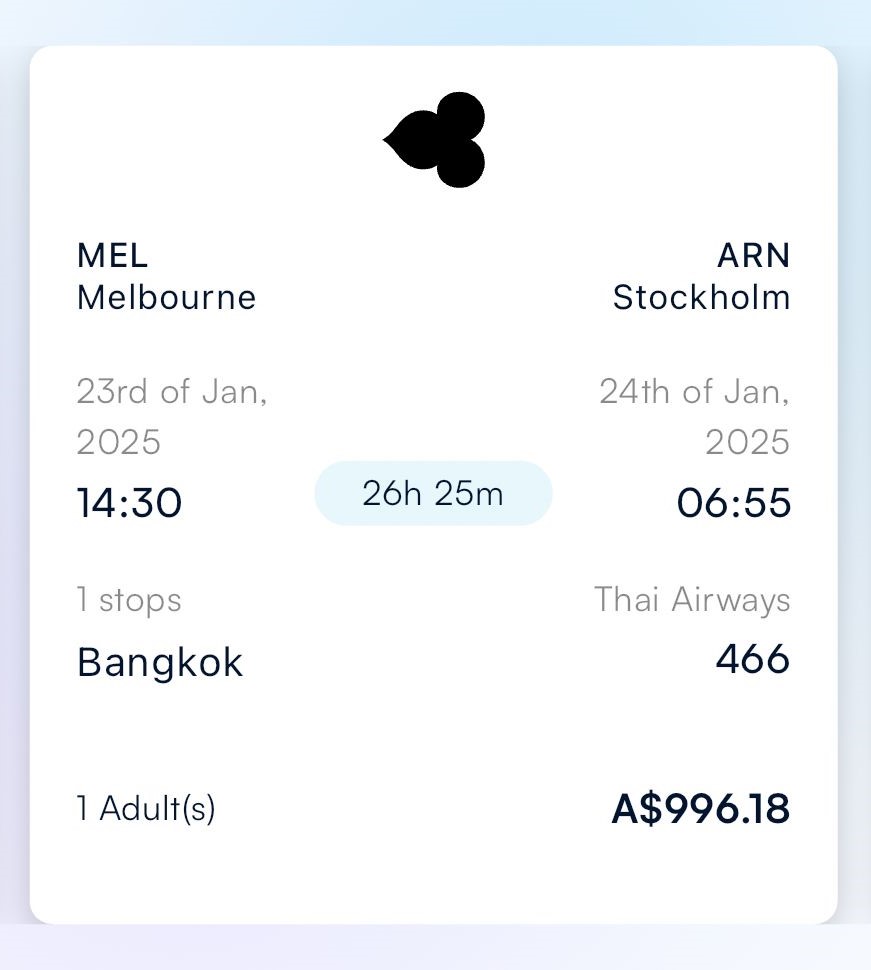 MEL
Melbourne
ARN
Stockholm
23rd of Jan,
2025
14:30
26h 25m
24th of Jan,
2025
06:55
1 stops
Bangkok
Thai Airways
466
1 Adult(s)
A$996.18